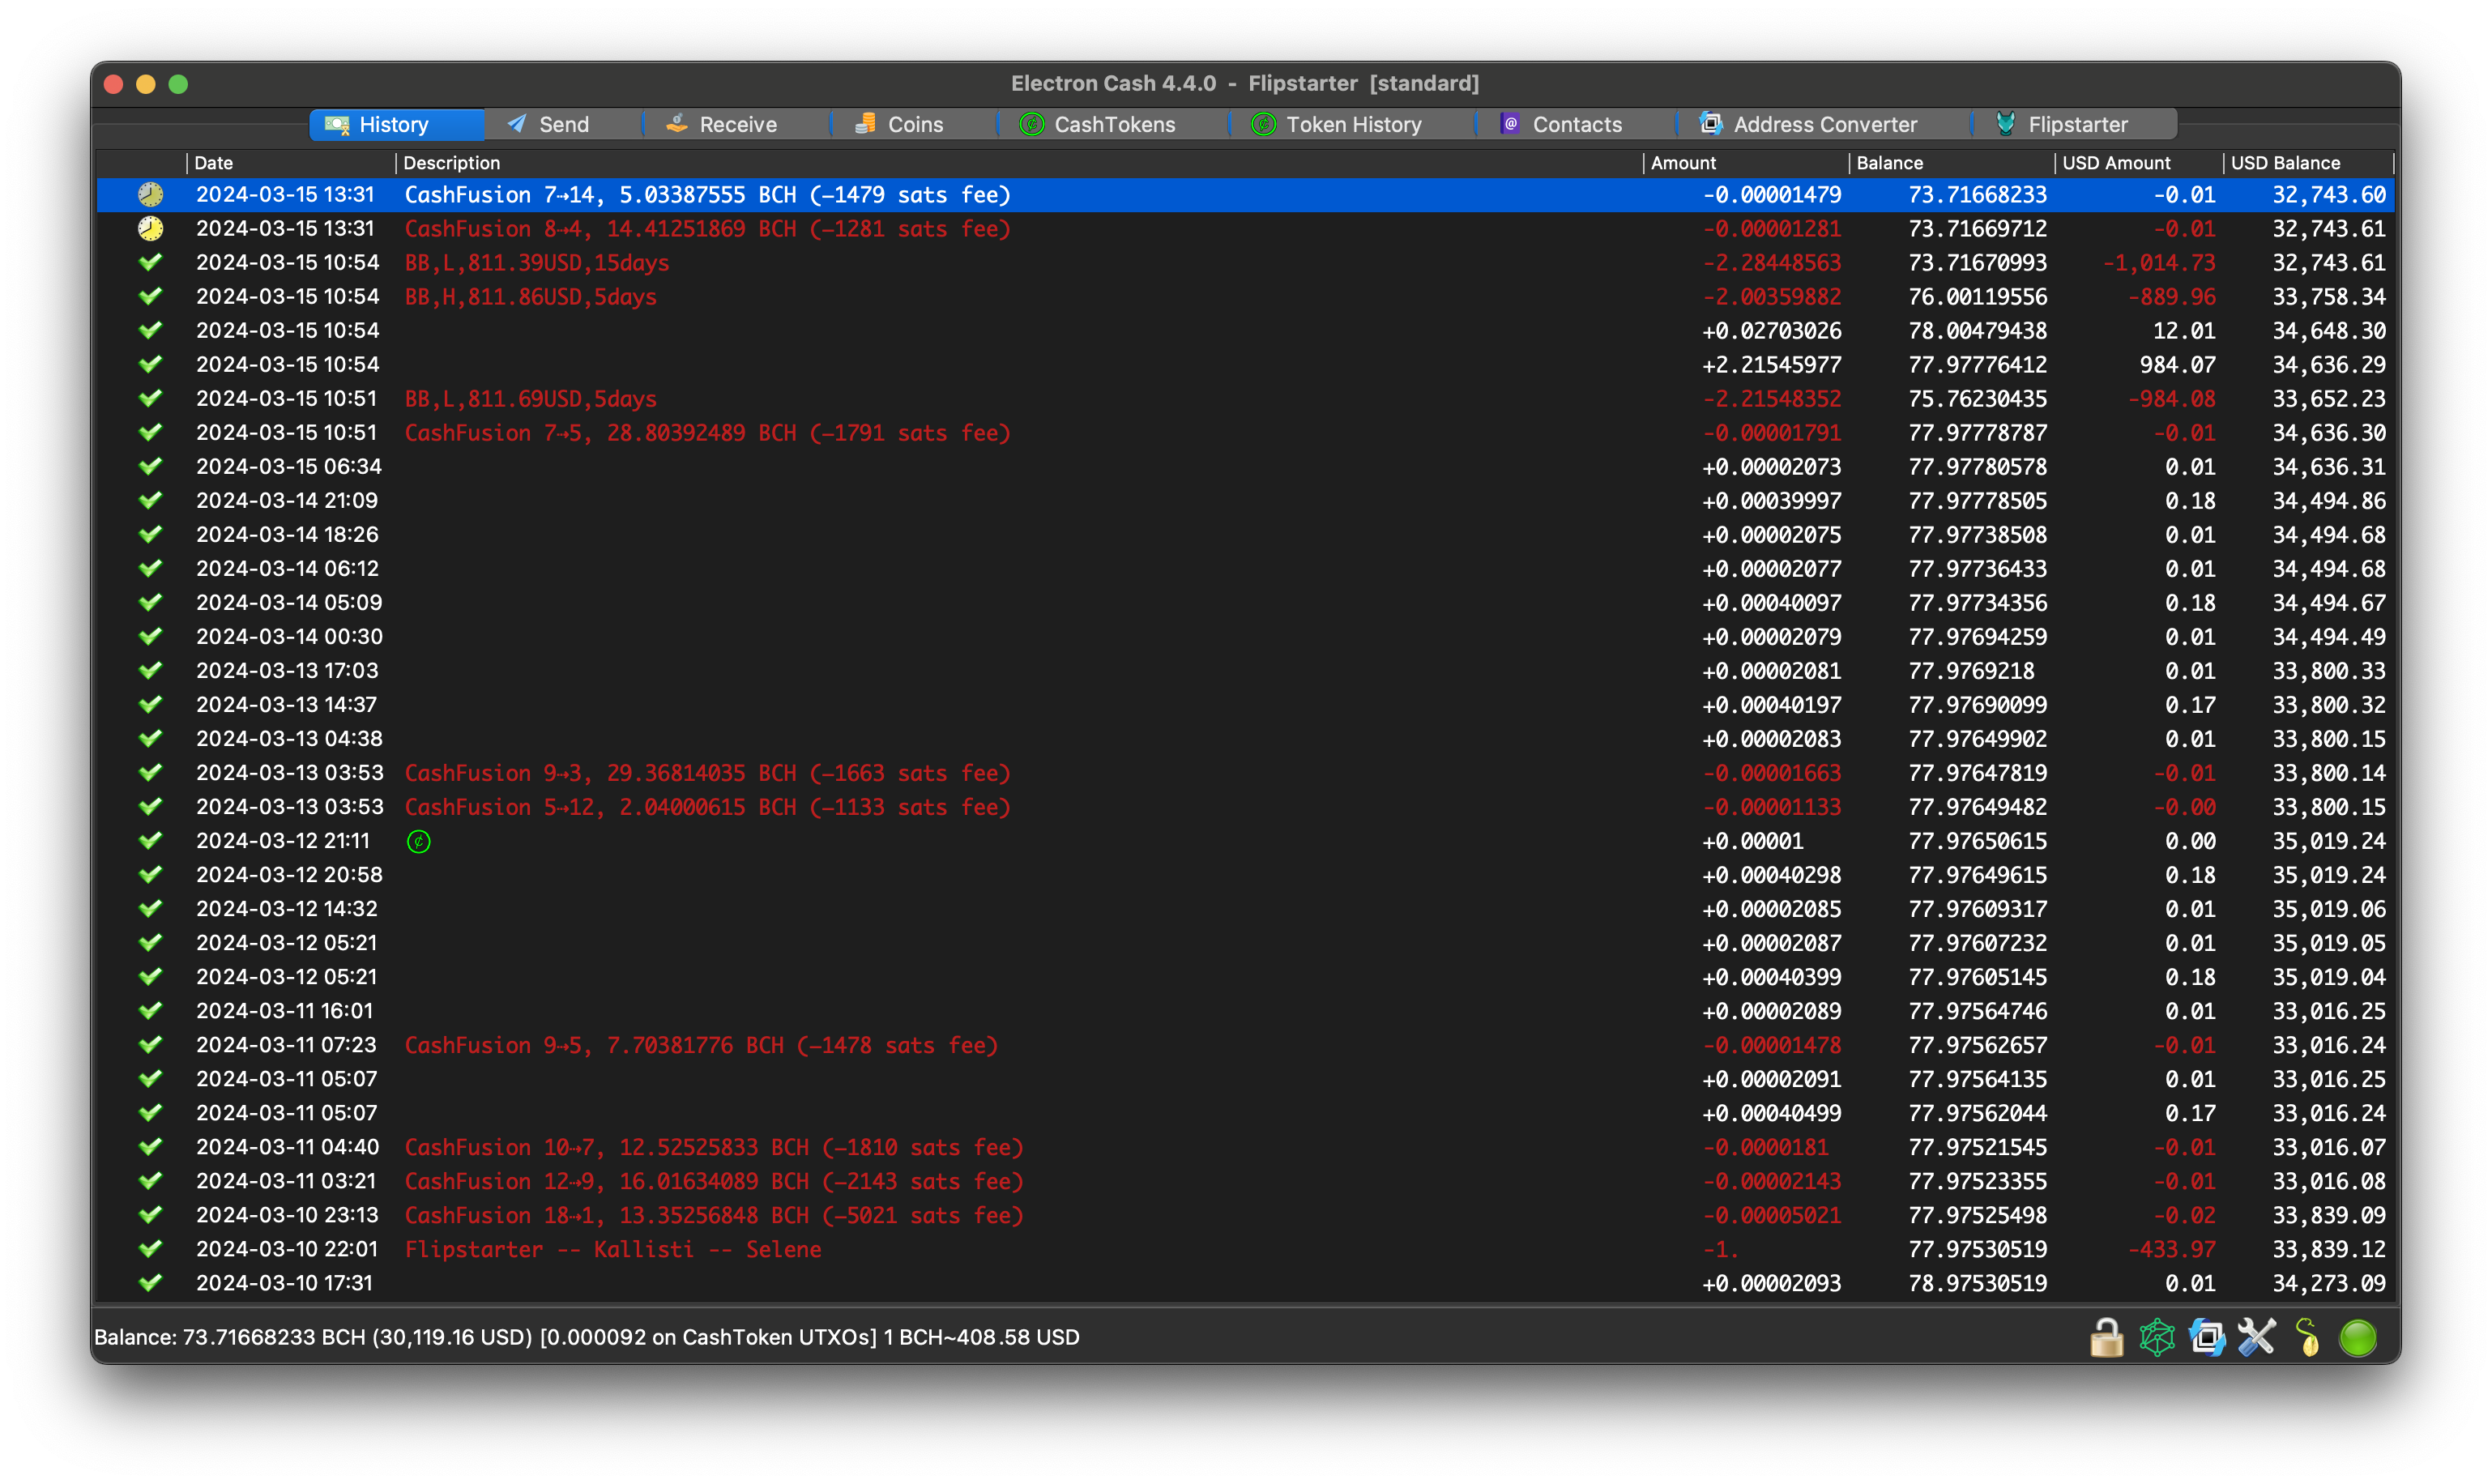 Electron Cash 4.4.0 - Flipstarter [standard]
History Send Receive Coins CashTokens Token History Contacts Address Converter Flipstarter
Date Description Amount Balance USD Amount USD Balance
2024-03-15 13:31 CashFusion 7⇢14, 5.03387555 BCH (−1479 sats fee) -0.00001479 73.71668233 -0.01 32,743.60
2024-03-15 13:31 CashFusion 8⇢4, 14.41251869 BCH (−1281 sats fee) -0.00001281 73.71669712 -0.01 32,743.61
2024-03-15 10:54 BB,L,811.39USD,15days -2.28448563 73.71670993 -1,014.73 32,743.61
2024-03-15 10:54 BB,H,811.86USD,5days -2.00359882 76.00119556 -889.96 33,758.34
2024-03-15 10:54 +0.02703026 78.00479438 12.01 34,648.30
2024-03-15 10:54 +2.21545977 77.97776412 984.07 34,636.29
2024-03-15 10:51 BB,L,811.69USD,5days -2.21548352 75.76230435 -984.08 33,652.23
2024-03-15 10:51 CashFusion 7⇢5, 28.80392489 BCH (−1791 sats fee) -0.00001791 77.97778787 -0.01 34,636.30
2024-03-15 06:34 +0.00002073 77.97780578 0.01 34,636.31
2024-03-14 21:09 +0.00039997 77.97778505 0.18 34,494.86
2024-03-14 18:26 +0.00002075 77.97738508 0.01 34,494.68
2024-03-14 06:12 +0.00002077 77.97736433 0.01 34,494.68
2024-03-14 05:09 +0.00040097 77.97734356 0.18 34,494.67
2024-03-14 00:30 +0.00002079 77.97694259 0.01 34,494.49
2024-03-13 17:03 +0.00002081 77.9769218 0.01 33,800.33
2024-03-13 14:37 +0.00040197 77.97690099 0.17 33,800.32
2024-03-13 04:38 +0.00002083 77.97649902 0.01 33,800.15
2024-03-13 03:53 CashFusion 9⇢3, 29.36814035 BCH (−1663 sats fee) -0.00001663 77.97647819 -0.01 33,800.14
2024-03-13 03:53 CashFusion 5⇢12, 2.04000615 BCH (−1133 sats fee) -0.00001133 77.97649482 -0.00 33,800.15
2024-03-12 21:11 +0.00001 77.97650615 0.00 35,019.24
2024-03-12 20:58 +0.00040298 77.97649615 0.18 35,019.24
2024-03-12 14:32 +0.00002085 77.97609317 0.01 35,019.06
2024-03-12 05:21 +0.00002087 77.97607232 0.01 35,019.05
2024-03-12 05:21 +0.00040399 77.97605145 0.18 35,019.04
2024-03-11 16:01 +0.00002089 77.97564746 0.01 33,016.25
2024-03-11 07:23 CashFusion 9⇢5, 7.70381776 BCH (−1478 sats fee) -0.00001478 77.97562657 -0.01 33,016.24
2024-03-11 05:07 +0.00002091 77.97564135 0.01 33,016.25
2024-03-11 05:07 +0.00040499 77.97562044 0.17 33,016.24
2024-03-11 04:40 CashFusion 10⇢7, 12.52525833 BCH (−1810 sats fee) -0.0000181 77.97521545 -0.01 33,016.07
2024-03-11 03:21 CashFusion 12⇢9, 16.01634089 BCH (−2143 sats fee) -0.00002143 77.97523355 -0.01 33,016.08
2024-03-10 23:13 CashFusion 18⇢1, 13.35256848 BCH (−5021 sats fee) -0.00005021 77.97525498 -0.02 33,839.09
2024-03-10 22:01 Flipstarter -- Kallisti -- Selene -1. 77.97530519 -433.97 33,839.12
2024-03-10 17:31 +0.00002093 78.97530519 0.01 34,273.09
Balance: 73.71668233 BCH (30,119.16 USD) [0.000092 on CashToken UTXOs] 1 BCH~408.58 USD